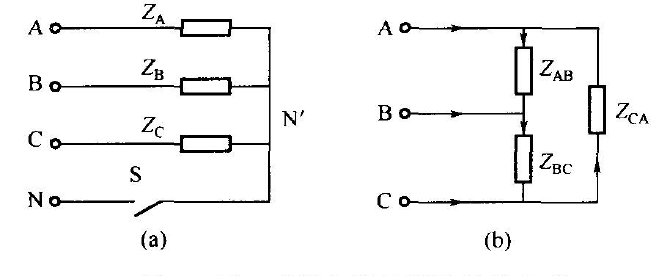 A Z_A
B Z_B
C Z_C N′
S
N
(a)
A
Z_AB
B Z_CA
Z_BC
C
(b)